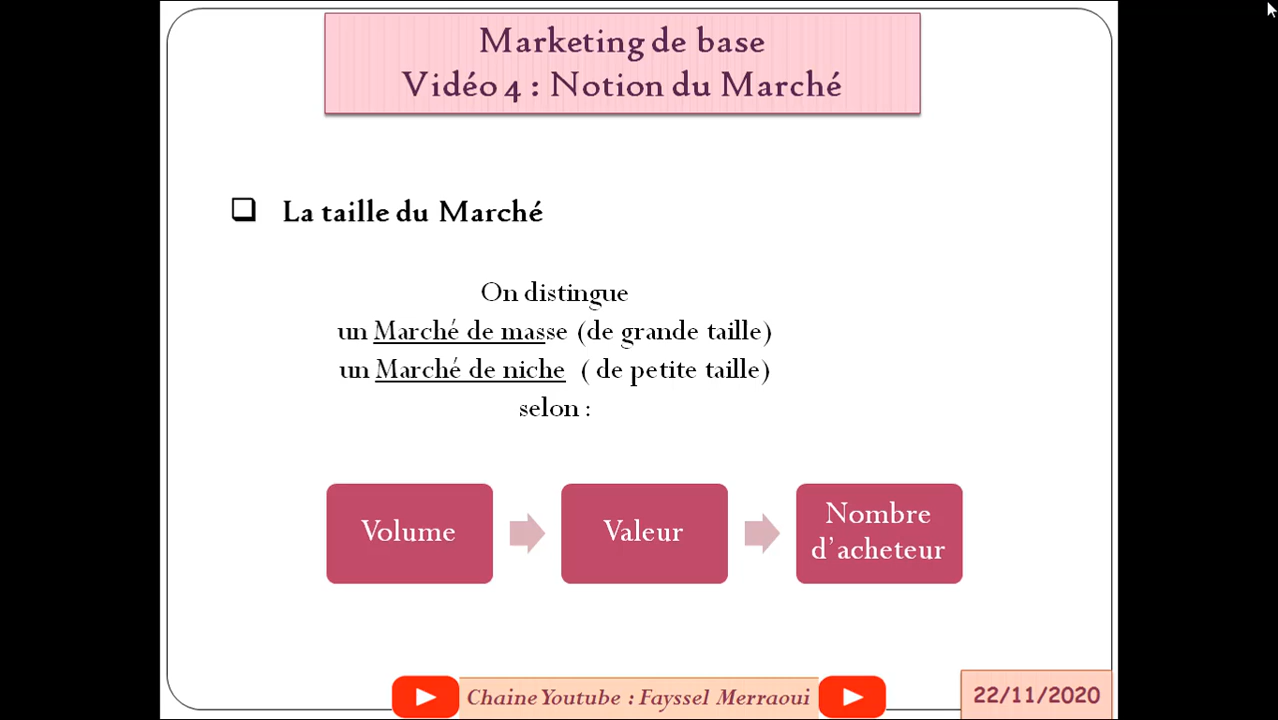 Marketing de base
Vidéo 4 : Notion du Marché
La taille du Marché
On distingue
un Marché de masse (de grande taille)
un Marché de niche ( de petite taille)
selon :
Volume
Valeur
Nombre
d'acheteur
Chaine Youtube : Fayssel Merraoui
22/11/2020